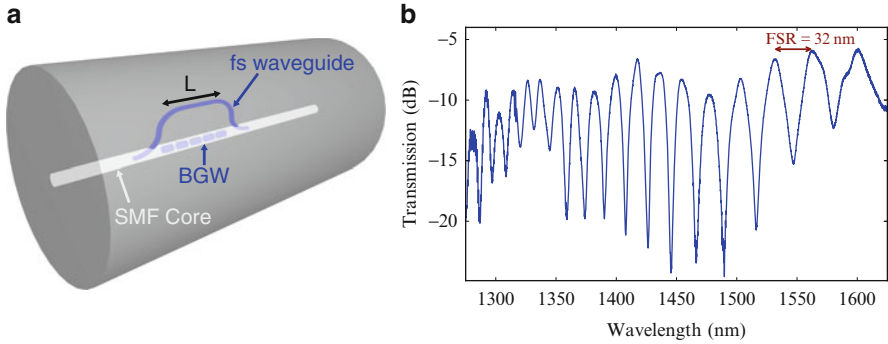 a
L
fs waveguide
BGW
SMF Core
b
FSR = 32 nm
Transmission (dB)
−5
−10
−15
−20
1300 1350 1400 1450 1500 1550 1600
Wavelength (nm)